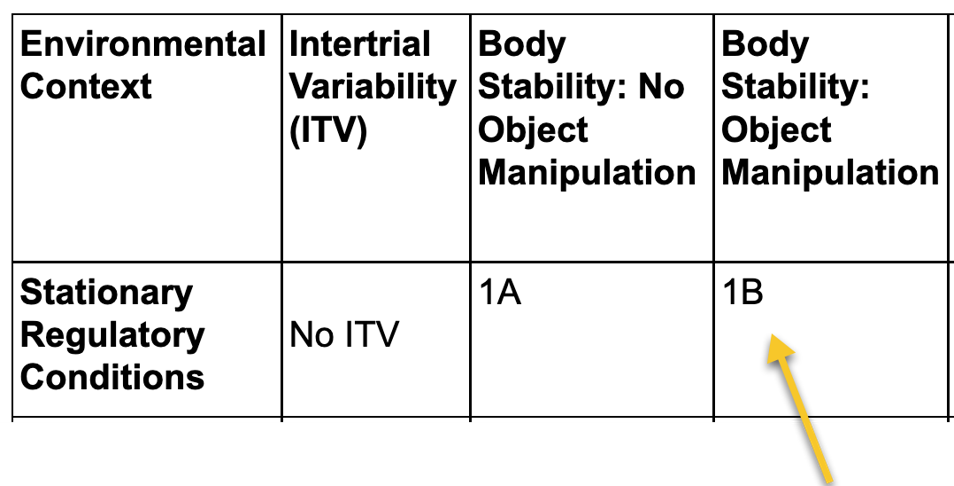 Environmental
Context
Intertrial
Variability
(ITV)
Body
Stability: No
Object
Manipulation
Body
Stability:
Object
Manipulation
Stationary
Regulatory
Conditions
No ITV
1A
1B